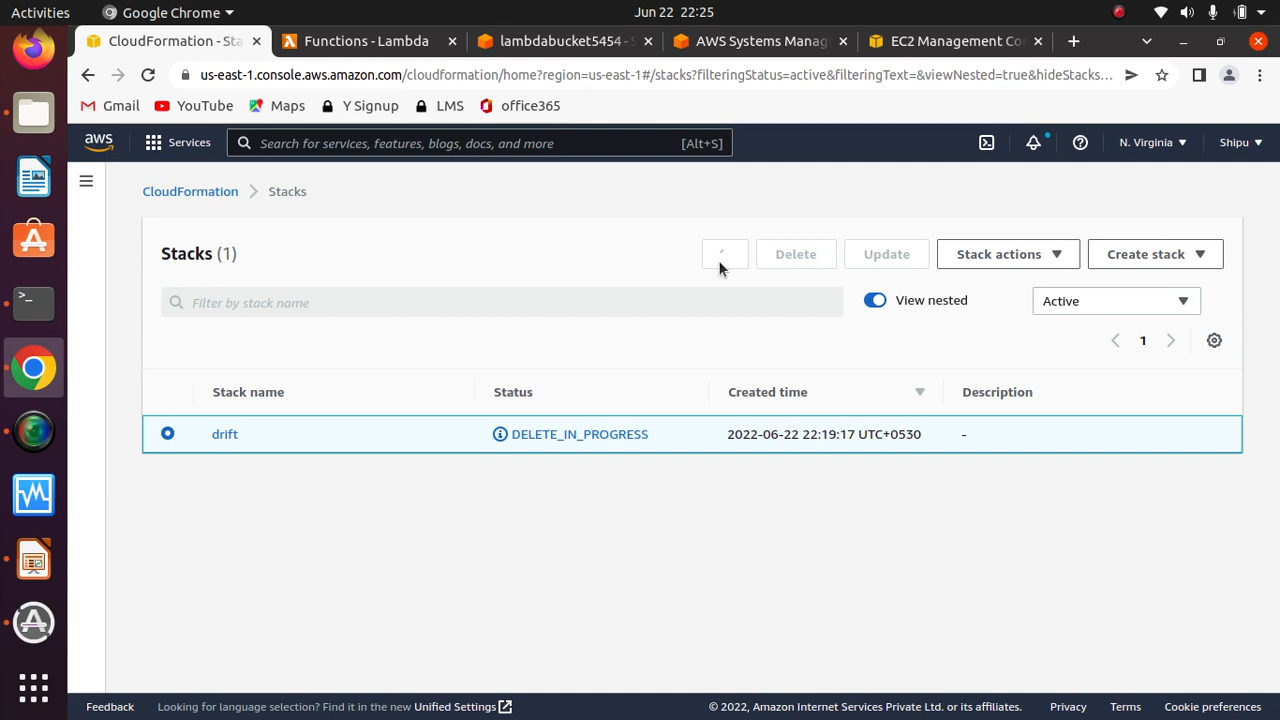 Activities
Google Chrome
Jun 22 22:25
CloudFormation - Sta
Functions - Lambda
lambdabucket5454 - S
AWS Systems Manag
EC2 Management Co
us-east-1.console.aws.amazon.com/cloudformation/home?region=us-east-1#/stacks?filteringStatus=active&filteringText=&viewNested=true&hideStacks...
Gmail
YouTube
Maps
Y Signup
LMS
office365
aws
Services
Search for services, features, blogs, docs, and more
[Alt+S]
N. Virginia
Shipu
CloudFormation
Stacks
Stacks (1)
Delete
Update
Stack actions
Create stack
Filter by stack name
View nested
Active
1
Stack name
Status
Created time
Description
drift
DELETE_IN_PROGRESS
2022-06-22 22:19:17 UTC+0530
-
Feedback
Looking for language selection? Find it in the new Unified Settings
© 2022, Amazon Internet Services Private Ltd. or its affiliates.
Privacy
Terms
Cookie preferences